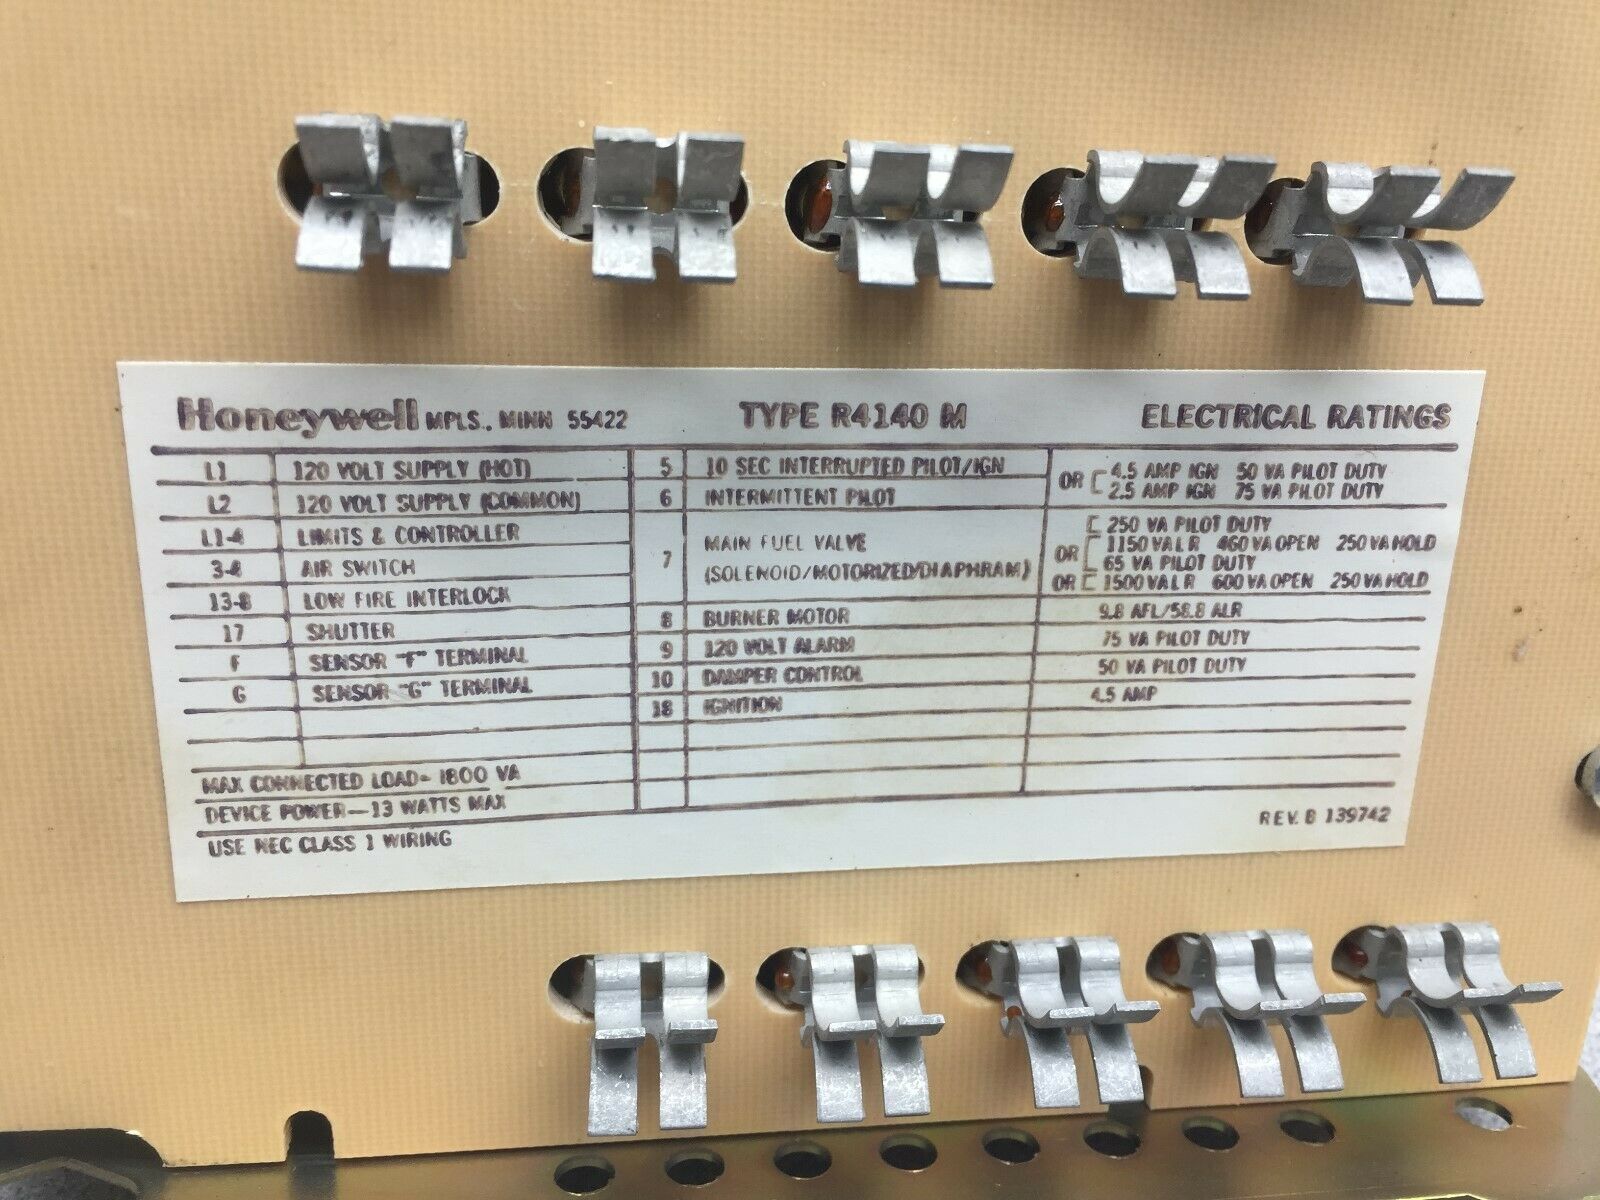 Honeywell MPLS., MINN 55422 TYPE R4140 M ELECTRICAL RATINGS
L1 120 VOLT SUPPLY (HOT)
L2 120 VOLT SUPPLY (COMMON)
L1-4 LIMITS & CONTROLLER
3-4 AIR SWITCH
13-8 LOW FIRE INTERLOCK
17 SHUTTER
F SENSOR "F" TERMINAL
G SENSOR "G" TERMINAL
MAX CONNECTED LOAD- 1800 VA
DEVICE POWER—13 WATTS MAX
USE NEC CLASS 1 WIRING
5 10 SEC INTERRUPTED PILOT/IGN
6 INTERMITTENT PILOT
OR [ 4.5 AMP IGN 50 VA PILOT DUTY
2.5 AMP IGN 75 VA PILOT DUTY
7 MAIN FUEL VALVE
(SOLENOID/MOTORIZED/DIAPHRAM)
[ 250 VA PILOT DUTY
OR [ 1150 VA LR 460 VA OPEN 250 VA HOLD
65 VA PILOT DUTY
OR [ 1500 VA LR 600 VA OPEN 250 VA HOLD
8 BURNER MOTOR 9.8 AFL/58.8 ALR
9 120 VOLT ALARM 75 VA PILOT DUTY
10 DAMPER CONTROL 50 VA PILOT DUTY
18 IGNITION 4.5 AMP
REV. B 139742